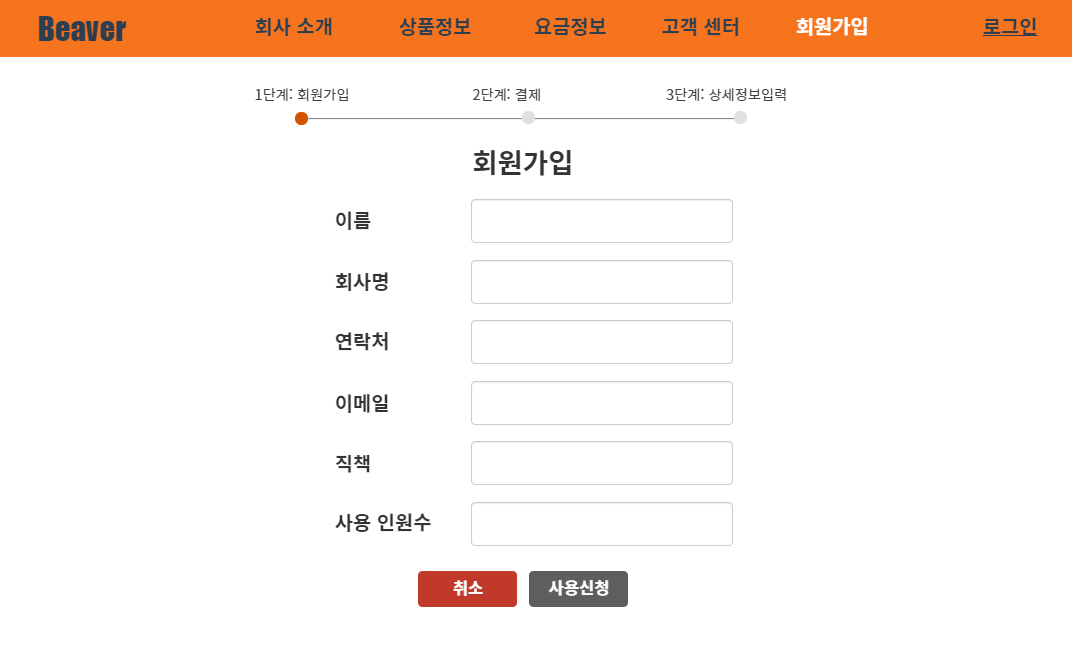 Beaver 회사 소개 상품정보 요금정보 고객 센터 회원가입 로그인
1단계: 회원가입 2단계: 결제 3단계: 상세정보입력
회원가입
이름
회사명
연락처
이메일
직책
사용 인원수
취소 사용신청